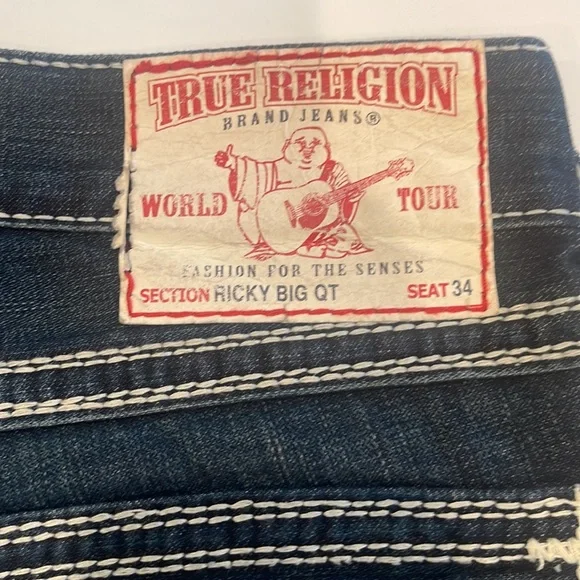 TRUE RELIGION
BRAND JEANS®
WORLD TOUR
FASHION FOR THE SENSES
SECTION RICKY BIG QT SEAT 34